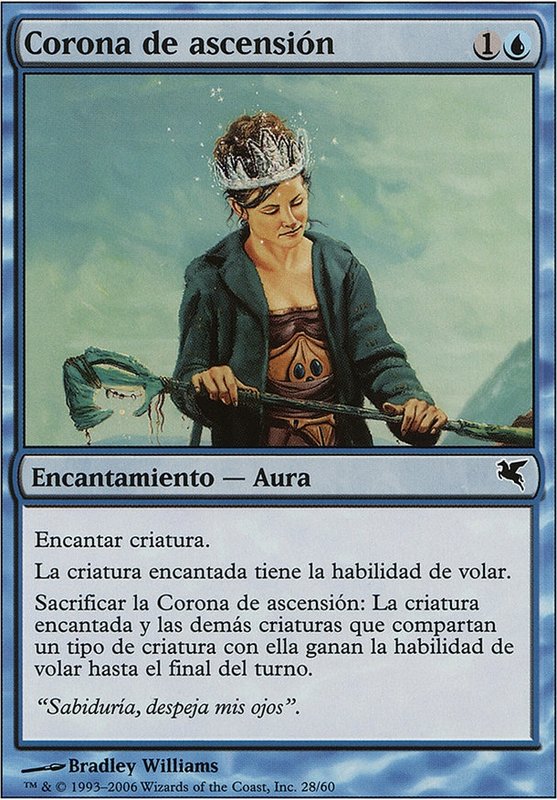 Corona de ascensión
1
Encantamiento — Aura
Encantar criatura.
La criatura encantada tiene la habilidad de volar.
Sacrificar la Corona de ascensión: La criatura
encantada y las demás criaturas que compartan
un tipo de criatura con ella ganan la habilidad de
volar hasta el final del turno.
“Sabiduría, despeja mis ojos”.
Bradley Williams
™ & © 1993–2006 Wizards of the Coast, Inc. 28/60